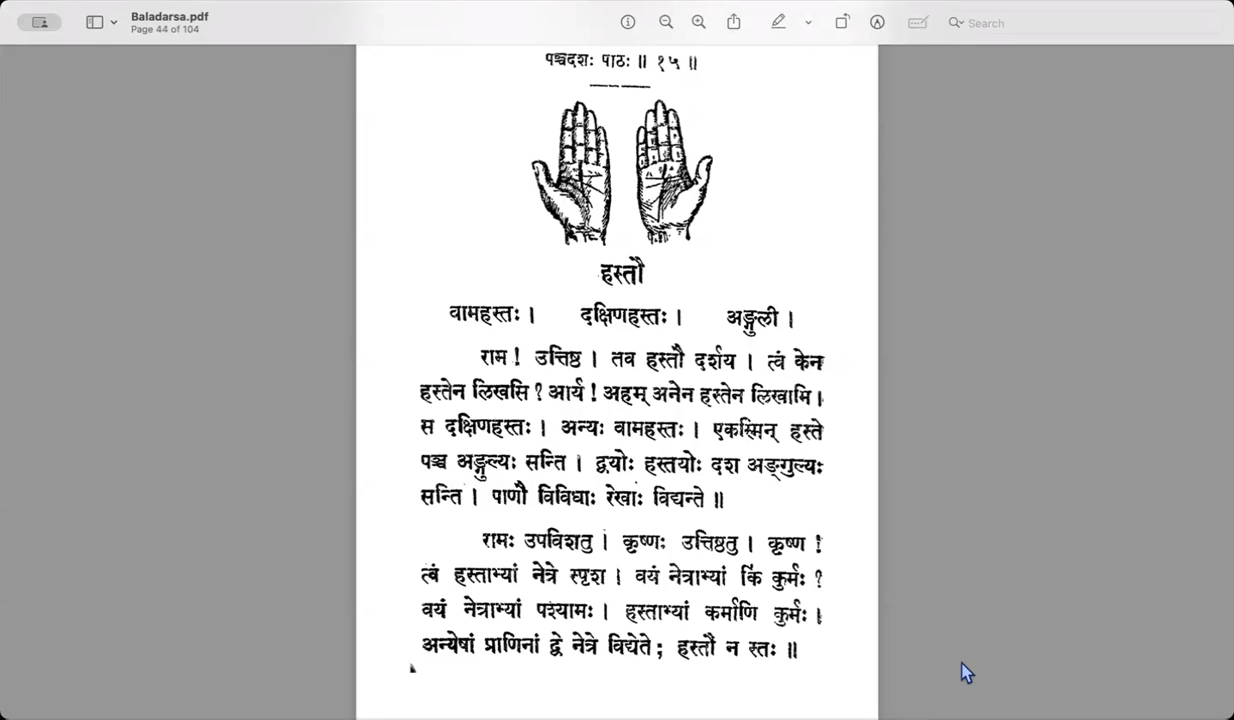 Baladarsa.pdf
Page 44 of 104
Search
पञ्चदशः पाठः ॥ १५ ॥
हस्तौ
वामहस्तः । दक्षिणहस्तः । अङ्गुली ।
राम ! उत्तिष्ठ । तव हस्तौ दर्शय । त्वं केन
हस्तेन लिखसि ? आर्य ! अहम् अनेन हस्तेन लिखामि ।
स दक्षिणहस्तः । अन्यः वामहस्तः । एकस्मिन् हस्ते
पञ्च अङ्गुल्यः सन्ति । द्वयोः हस्तयोः दश अङ्गुल्यः
सन्ति । पाणौ विविधाः रेखाः विद्यन्ते ॥
रामः उपविशतु । कृष्णः उत्तिष्ठतु । कृष्ण !
त्वं हस्ताभ्यां नेत्रे स्पृश । वयं नेत्राभ्यां किं कुर्मः ?
वयं नेत्राभ्यां पश्यामः । हस्ताभ्यां कर्माणि कुर्मः ।
अन्येषां प्राणिनां द्वे नेत्रे विद्येते ; हस्तौ न स्तः ॥